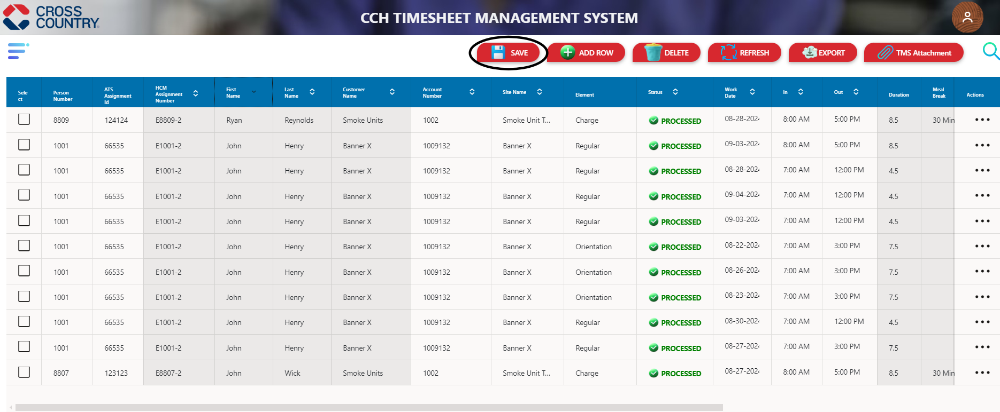 CROSS
COUNTRY
CCH TIMESHEET MANAGEMENT SYSTEM
SAVE ADD ROW DELETE REFRESH EXPORT TMS Attachment
Sele
ct Person
Number ATS
Assignment
Id HCM
Assignment
Number First
Name Last
Name Customer
Name Account
Number Site Name Element Status Work
Date In Out Duration Meal
Break Actions
8809 124124 E8809-2 Ryan Reynolds Smoke Units 1002 Smoke Unit T... Charge PROCESSED 08-28-2024 8:00 AM 5:00 PM 8.5 30 Min
1001 66535 E1001-2 John Henry Banner X 1009132 Banner X Regular PROCESSED 09-03-2024 8:00 AM 5:00 PM 8.5
1001 66535 E1001-2 John Henry Banner X 1009132 Banner X Regular PROCESSED 08-28-2024 7:00 AM 12:00 PM 4.5
1001 66535 E1001-2 John Henry Banner X 1009132 Banner X Regular PROCESSED 09-04-2024 7:00 AM 12:00 PM 4.5
1001 66535 E1001-2 John Henry Banner X 1009132 Banner X Regular PROCESSED 09-03-2024 7:00 AM 12:00 PM 4.5
1001 66535 E1001-2 John Henry Banner X 1009132 Banner X Orientation PROCESSED 08-22-2024 7:00 AM 3:00 PM 7.5
1001 66535 E1001-2 John Henry Banner X 1009132 Banner X Orientation PROCESSED 08-26-2024 7:00 AM 3:00 PM 7.5
1001 66535 E1001-2 John Henry Banner X 1009132 Banner X Orientation PROCESSED 08-23-2024 7:00 AM 3:00 PM 7.5
1001 66535 E1001-2 John Henry Banner X 1009132 Banner X Regular PROCESSED 08-30-2024 7:00 AM 12:00 PM 4.5
1001 66535 E1001-2 John Henry Banner X 1009132 Banner X Regular PROCESSED 08-27-2024 7:00 AM 3:00 PM 7.5
8807 123123 E8807-2 John Wick Smoke Units 1002 Smoke Unit T... Charge PROCESSED 08-27-2024 8:00 AM 5:00 PM 8.5 30 Min